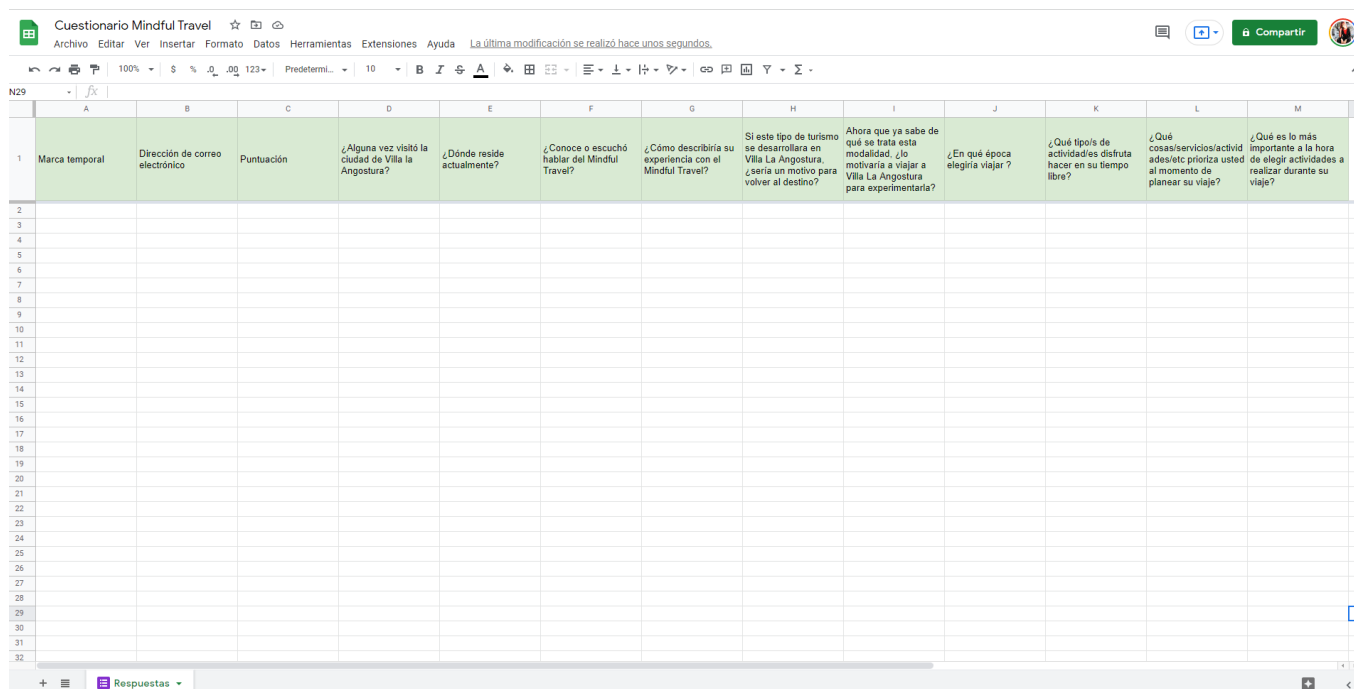 Cuestionario Mindful Travel
Archivo Editar Ver Insertar Formato Datos Herramientas Extensiones Ayuda La última modificación se realizó hace unos segundos.
Compartir
100% $ % .0 .00 123 Predetermi... 10 B I S A
N29 fx
A B C D E F G H I J K L M
1
Marca temporal
Dirección de correo
electrónico
Puntuación
¿Alguna vez visitó la
ciudad de Villa la
Angostura?
¿Dónde reside
actualmente?
¿Conoce o escuchó
hablar del Mindful
Travel?
¿Cómo describiría su
experiencia con el
Mindful Travel?
Si este tipo de turismo
se desarrollara en
Villa La Angostura,
¿sería un motivo para
volver al destino?
Ahora que ya sabe de
qué se trata esta
modalidad, ¿lo
motivaría a viajar a
Villa La Angostura
para experimentarla?
¿En qué época
elegiría viajar ?
¿Qué tipo/s de
actividad/es disfruta
hacer en su tiempo
libre?
¿Qué
cosas/servicios/activid
ades/etc prioriza usted
al momento de
planear su viaje?
¿Qué es lo más
importante a la hora
de elegir actividades a
realizar durante su
viaje?
2
3
4
5
6
7
8
9
10
11
12
13
14
15
16
17
18
19
20
21
22
23
24
25
26
27
28
29
30
31
32
Respuestas